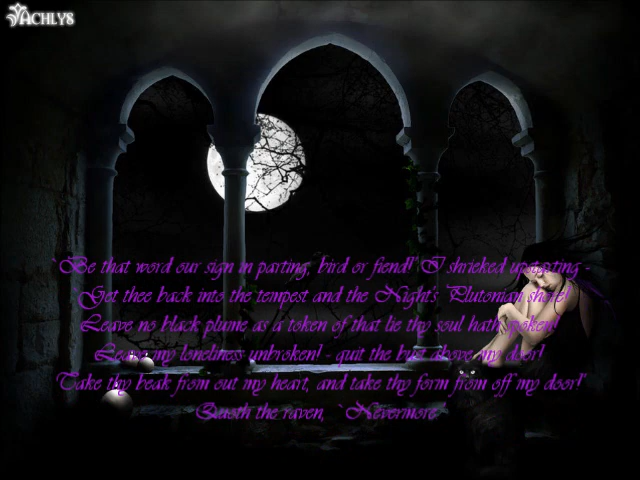 ACHLYS
`Be that word our sign in parting, bird or fiend!' I shrieked upstarting -
`Get thee back into the tempest and the Night's Plutonian shore!
Leave no black plume as a token of that lie thy soul hath spoken!
Leave my loneliness unbroken! - quit the bust above my door!
Take thy beak from out my heart, and take thy form from off my door!'
Quoth the raven, `Nevermore'